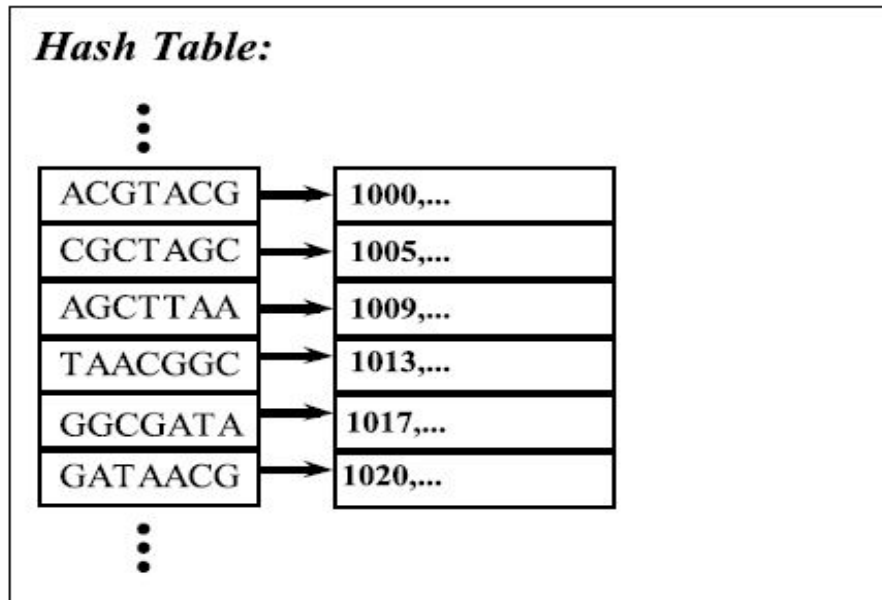 Hash Table:
ACGTACG 1000,...
CGCTAGC 1005,...
AGCTTAA 1009,...
TAACGGC 1013,...
GGCGATA 1017,...
GATAACG 1020,...